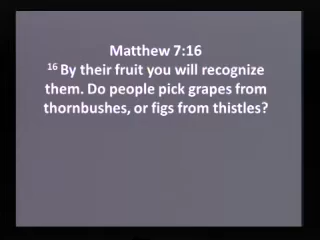 Matthew 7:16
16 By their fruit you will recognize
them. Do people pick grapes from
thornbushes, or figs from thistles?